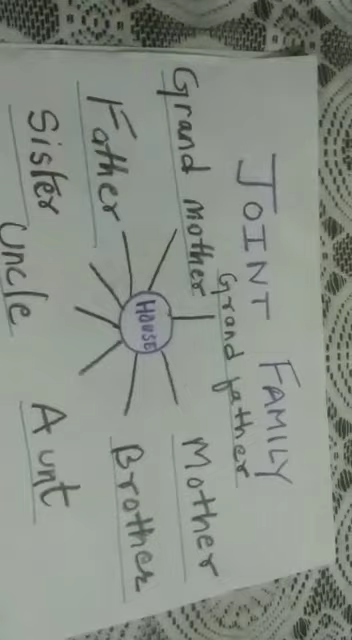 JOINT FAMILY
Grand father
Grand mother
Mother
HOUSE
Father
Brother
Sister
Aunt
Uncle